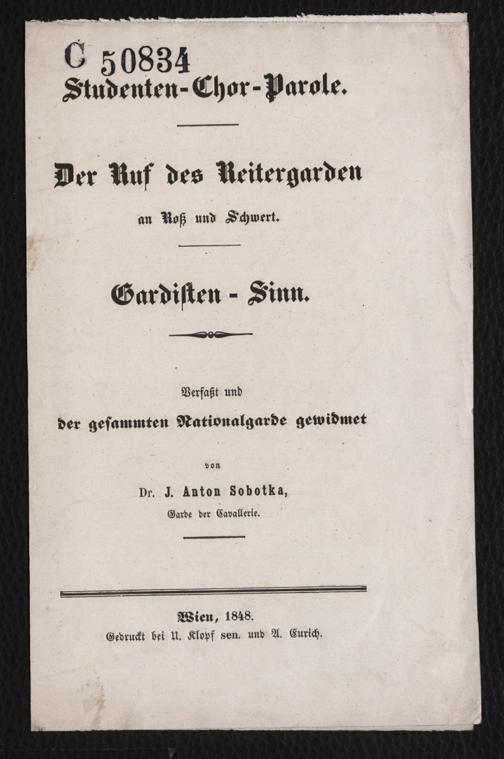 C 50834
Studenten-Chor-Parole.
Der Ruf des Reitergarden
an Roß und Schwert.
Gardisten - Sinn.
Verfaßt und
der gesammten Nationalgarde gewidmet
von
Dr. J. Anton Sobotka,
Garde der Cavallerie.
Wien, 1848.
Gedruckt bei U. Klopf sen. und A. Eurich.